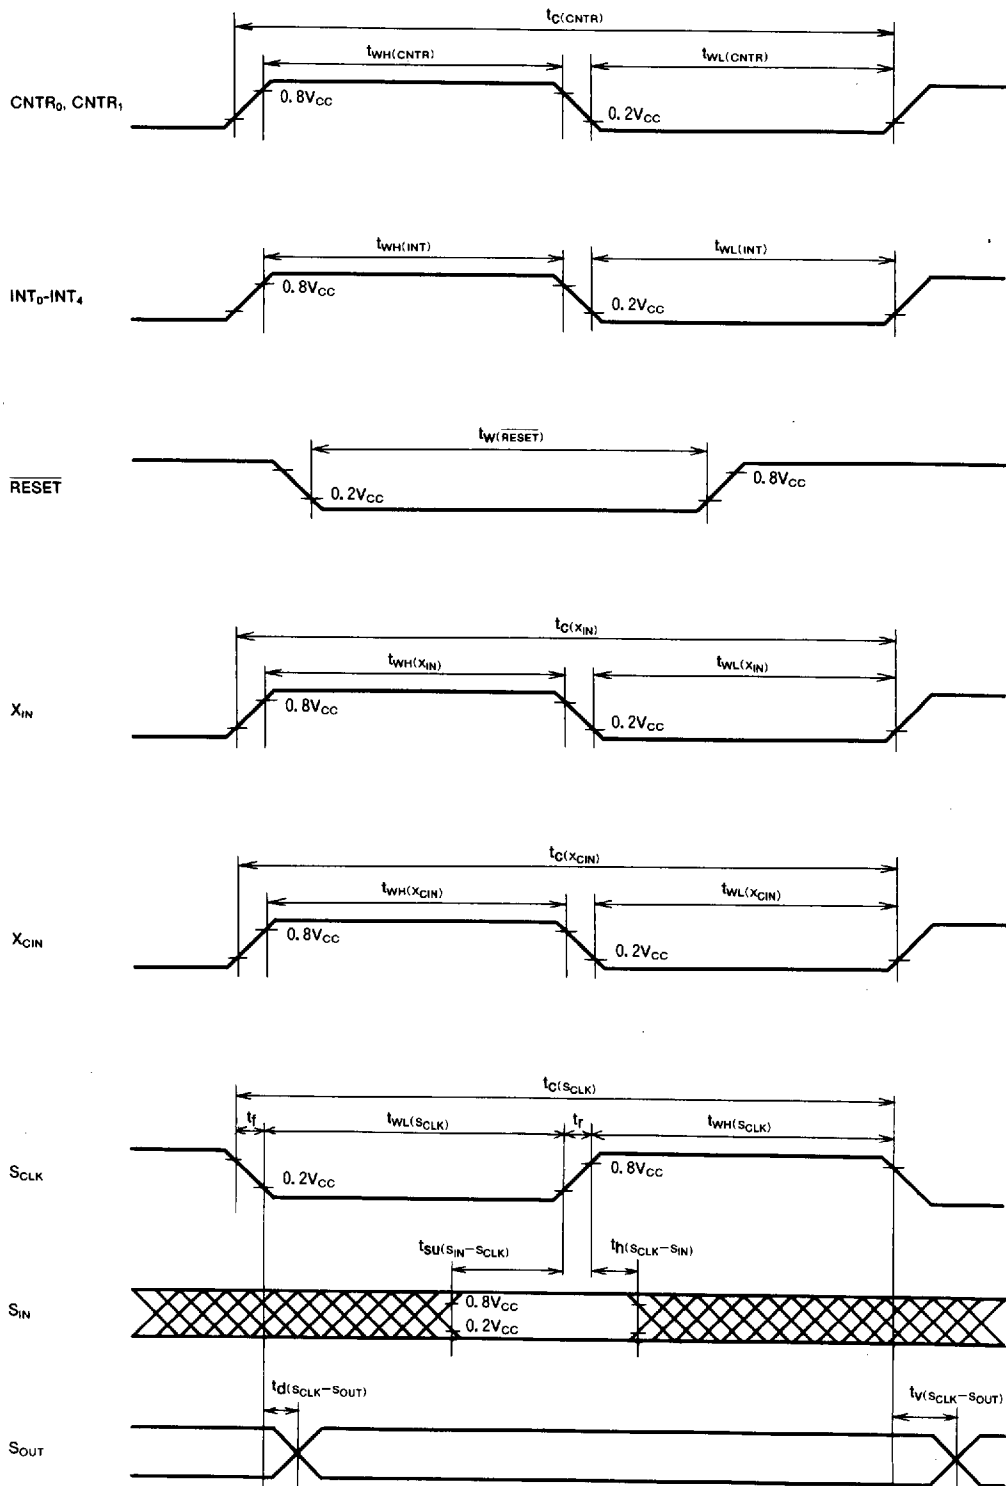 tC(CNTR)
tWH(CNTR) tWL(CNTR)
CNTR0, CNTR1 0.8VCC 0.2VCC
tWH(INT) tWL(INT)
INT0-INT4 0.8VCC 0.2VCC
tW(RESET)
RESET 0.2VCC 0.8VCC
tC(XIN)
tWH(XIN) tWL(XIN)
XIN 0.8VCC 0.2VCC
tC(XCIN)
tWH(XCIN) tWL(XCIN)
XCIN 0.8VCC 0.2VCC
tC(SCLK)
tf tWL(SCLK) tr tWH(SCLK)
SCLK 0.2VCC 0.8VCC
tsu(SIN-SCLK) th(SCLK-SIN)
SIN 0.8VCC
0.2VCC
td(SCLK-SOUT) tv(SCLK-SOUT)
SOUT